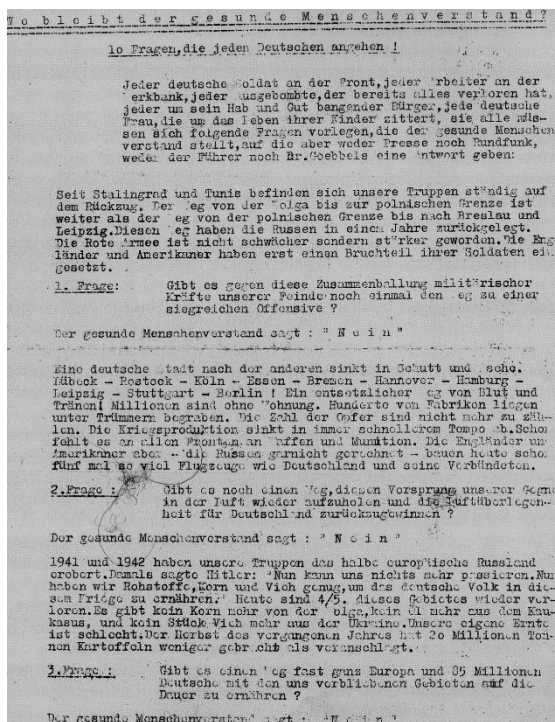 Wo bleibt der gesunde Menschenverstand?
1o Fragen,die jeden Deutschen angehen !
Jeder deutsche oldat an der Front,jeder rbeiter an der
erkbank,jeder usgebombte,der bereits alles verloren hat,
jeder um sein Hab und Gut bangender Bürger,jede deutsche
Frau,die um das Leben ihrer Kinder zittert, sie alle müs-
sen sich folgende Fragen vorlegen,die der gesunde Menschen
verstand stellt,auf die aber weder Presse noch Rundfunk,
weder der Führer noch Dr.Goebbels eine Antwort geben:
Seit Stalingrad und Tunis befinden sich unsere Truppen ständig auf
dem Rückzug. Der eg von der olga bis zur polnischen Grenze ist
weiter als der eg von der polnischen Grenze bis nach Breslau und
Leipzig.Diesen eg haben die Russen in einem Jahre zurückgelegt.
Die Rote Armee ist nicht schwächer sondern stärker geworden.Die Eng
länder und Amerikaner haben erst einen Bruchteil ihrer Soldaten ein
gesetzt.
1. Frage: Gibt es gegen diese Zusammenballung militärischer
Kräfte unserer Feinde noch einmal den eg zu einer
siegreichen Offensive ?
Der gesunde Menschenverstand sagt : " N e i n "
Eine deutsche Stadt nach der anderen sinkt in Schutt und sche.
Lübeck - Rostock - Köln - Essen - Bremen - Hannover - Hamburg -
Leipzig - Stuttgart - Berlin ! Ein entsetzlicher eg von Blut und
Tränen! Millionen sind ohne Wohnung. Hunderte von Fabriken liegen
unter Trümmern begraben. Die Zahl der Opfer sind nicht mehr zu zäh-
len. Die Kriegsproduktion sinkt in immer schnellerem Tempo ab.Schon
fehlt es an allen Fronten,an Waffen und Munition. Die Engländer und
Amerikaner aber - die Russen garnicht gerechnet - bauen heute schon
fünf mal so viel Flugzeuge wie Deutschland und seine Verbündeten.
2.Frage : Gibt es noch einen Weg,diesen Vorsprung unserer Gegne
in der Luft wieder aufzuholen und die Luftüberlegen-
heit für Deutschland zurückzugewinnen ?
Der gesunde Menschenverstand sagt : " N e i n "
1941 und 1942 haben unsere Truppen das halbe europäische Russland
erobert.Damals sagte Hitler: "Nun kann uns nichts mehr passieren.Nun
haben wir Rohstoffe,Korn und Vieh genug,um das deutsche Volk in die-
sem Kriege zu ernähren!" Heute sind 4/5 dieses Gebietes wieder ver-
loren.Es gibt kein Korn mehr von der olga,kein Öl mehr aus dem Kau-
kasus, und kein Stück Vieh mehr aus der Ukraine.Unsere eigene Ernte
ist schlecht.Der Herbst des vergangenen Jahres hat 2o Millionen Ton-
nen Kartoffeln weniger gebracht als veranschlagt.
3.Frage : Gibt es einen eg fast ganz Europa und 85 Millionen
Deutsche mit den uns verbliebenen Gebieten auf die
Dauer zu ernähren ?
Der gesunde Menschenverstand sagt : "N e i n "